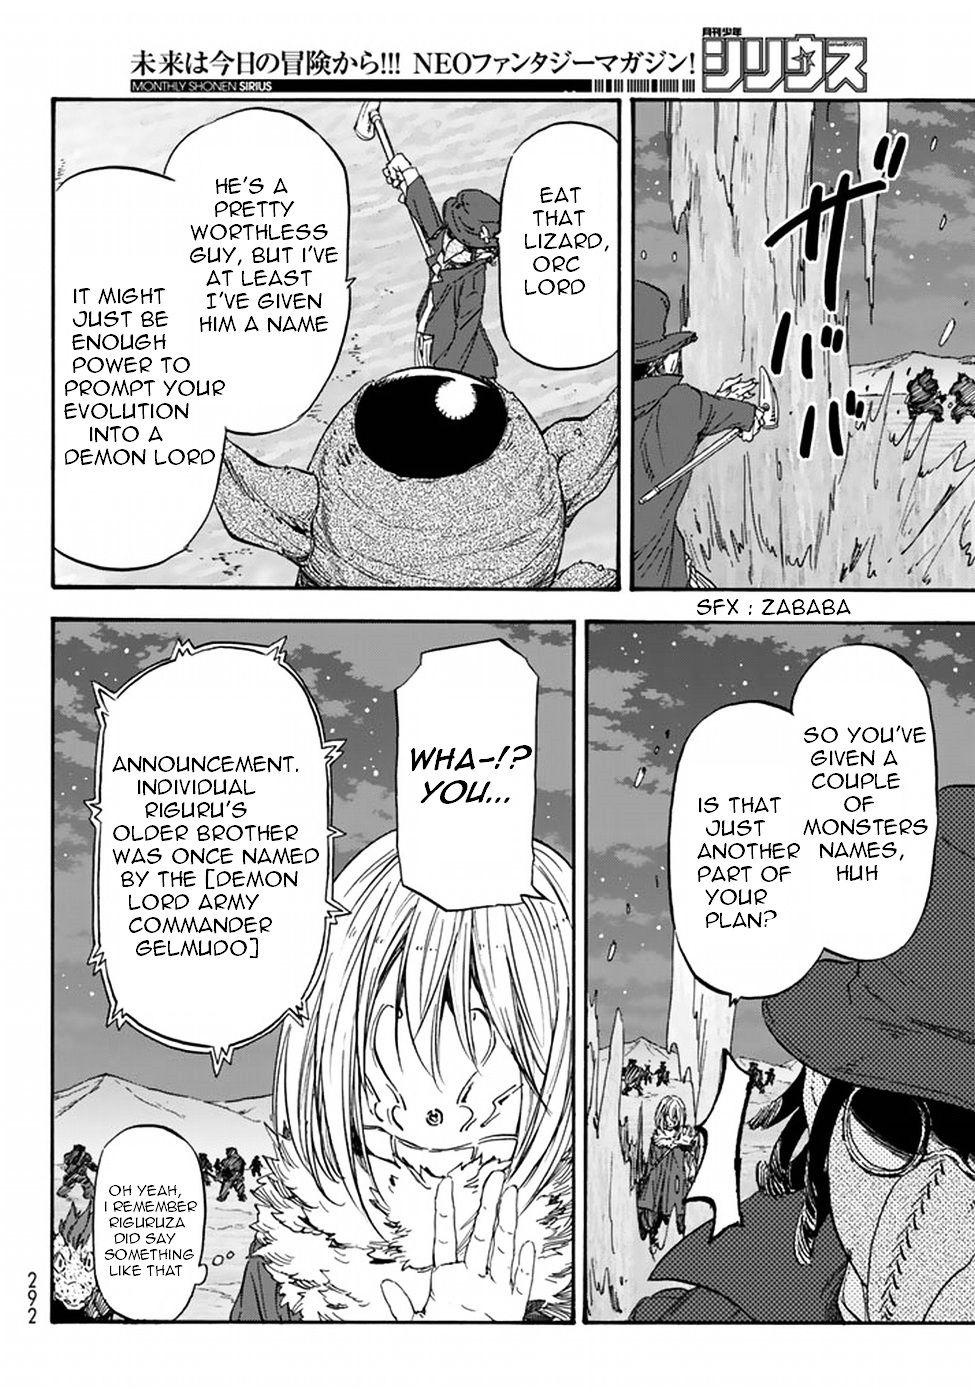 未来は今日の冒険から!!! NEOファンタジーマガジン!
MONTHLY SHONEN SIRIUS
月刊少年
シリウス
ザババ
EAT
THAT
LIZARD,
ORC
LORD
HE'S A
PRETTY
WORTHLESS
GUY, BUT I'VE
AT LEAST
I'VE GIVEN
HIM A NAME
IT MIGHT
JUST BE
ENOUGH
POWER TO
PROMPT YOUR
EVOLUTION
INTO A
DEMON LORD
SFX : ZABABA
SO YOU'VE
GIVEN A
COUPLE
OF
MONSTERS
NAMES,
HUH
IS THAT
JUST
ANOTHER
PART OF
YOUR
PLAN?
WHA-!?
YOU...
ANNOUNCEMENT.
INDIVIDUAL
RIGURU'S
OLDER BROTHER
WAS ONCE NAMED
BY THE [DEMON
LORD ARMY
COMMANDER
GELMUDO]
OH YEAH,
I REMEMBER
RIGURUZA
DID SAY
SOMETHING
LIKE THAT
292